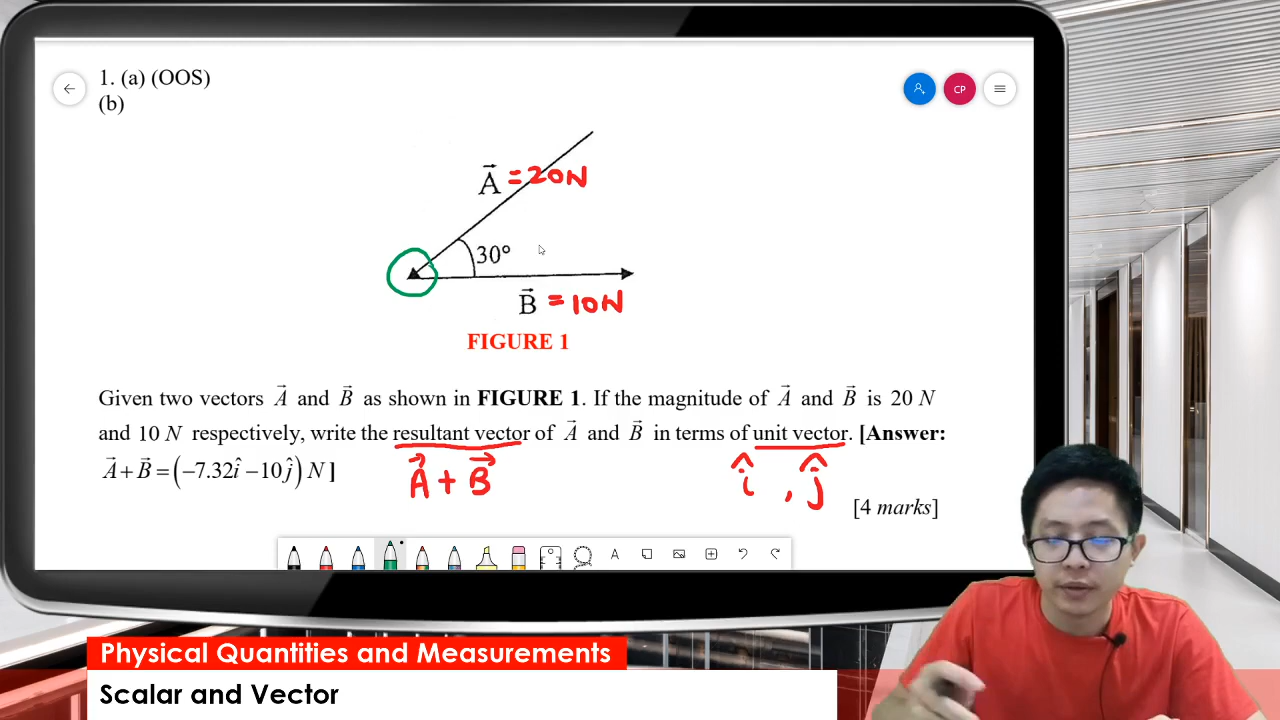 1. (a) (OOS)
(b)
CP
A⃗ = 20N
30°
B⃗ = 10N
FIGURE 1
Given two vectors A⃗ and B⃗ as shown in FIGURE 1. If the magnitude of A⃗ and B⃗ is 20 N
and 10 N respectively, write the resultant vector of A⃗ and B⃗ in terms of unit vector. [Answer:
A⃗+B⃗=(−7.32î−10ĵ) N ]
A⃗ + B⃗
î , ĵ
[4 marks]
A
Physical Quantities and Measurements
Scalar and Vector